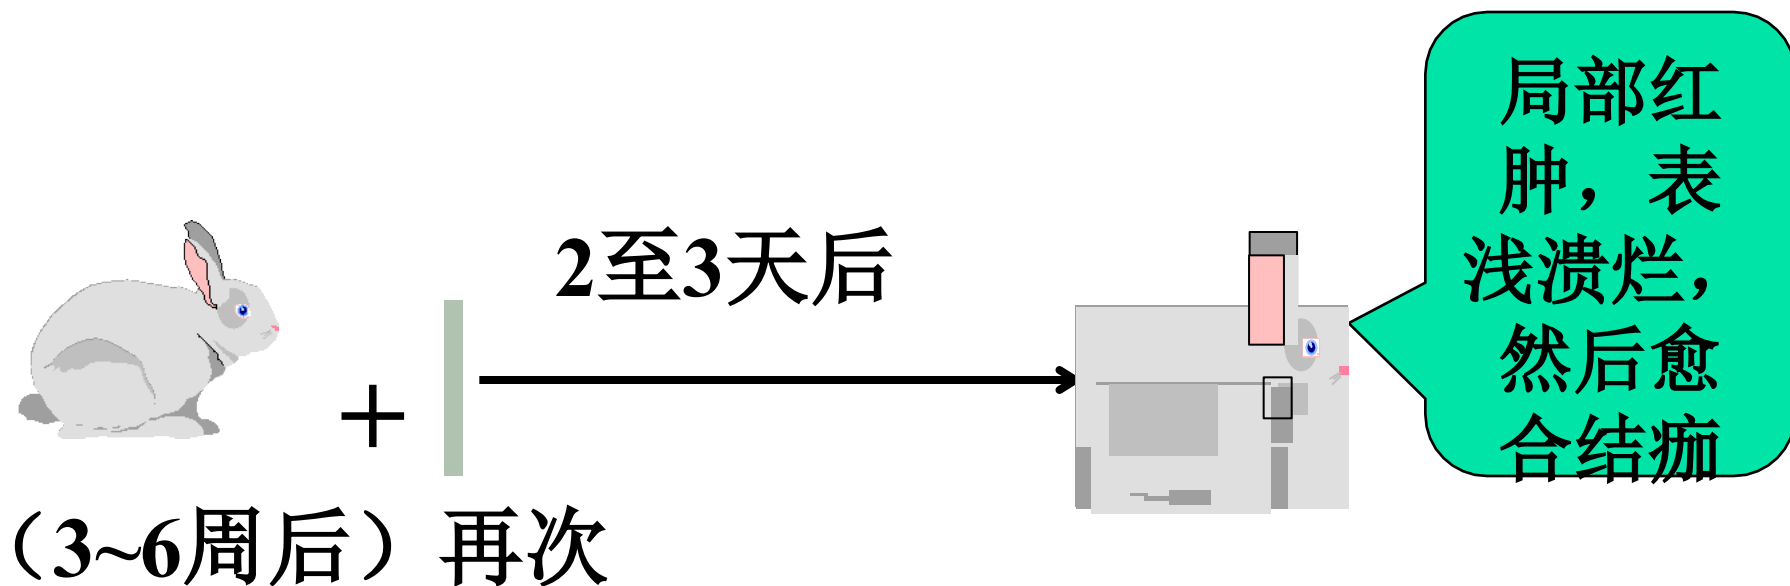 局部红
肿，表
浅溃烂，
然后愈
合结痂
2至3天后
+
（3~6周后）再次